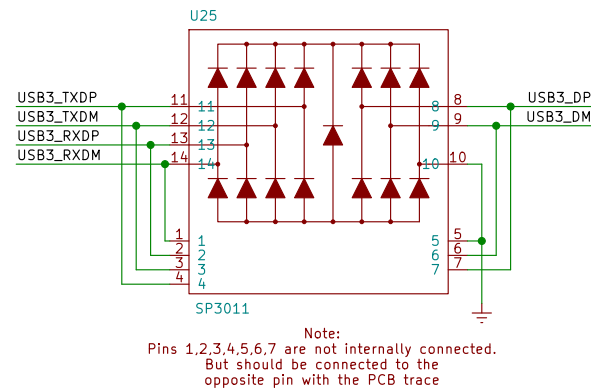 U25
USB3_TXDP
11
11
8
8
USB3_DP
USB3_TXDM
12
12
9
9
USB3_DM
USB3_RXDP
13
13
USB3_RXDM
14
14
10
10
1
1
5
5
2
2
6
6
3
3
7
7
4
4
SP3011
Note:
Pins 1,2,3,4,5,6,7 are not internally connected.
But should be connected to the
opposite pin with the PCB trace